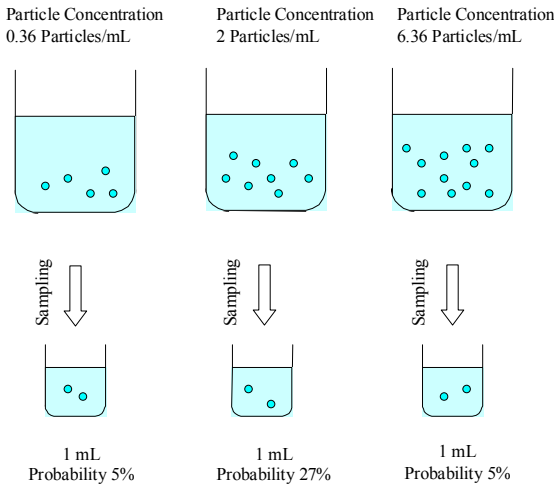 Particle Concentration
0.36 Particles/mL
Particle Concentration
2 Particles/mL
Particle Concentration
6.36 Particles/mL
Sampling
Sampling
Sampling
1 mL
Probability 5%
1 mL
Probability 27%
1 mL
Probability 5%